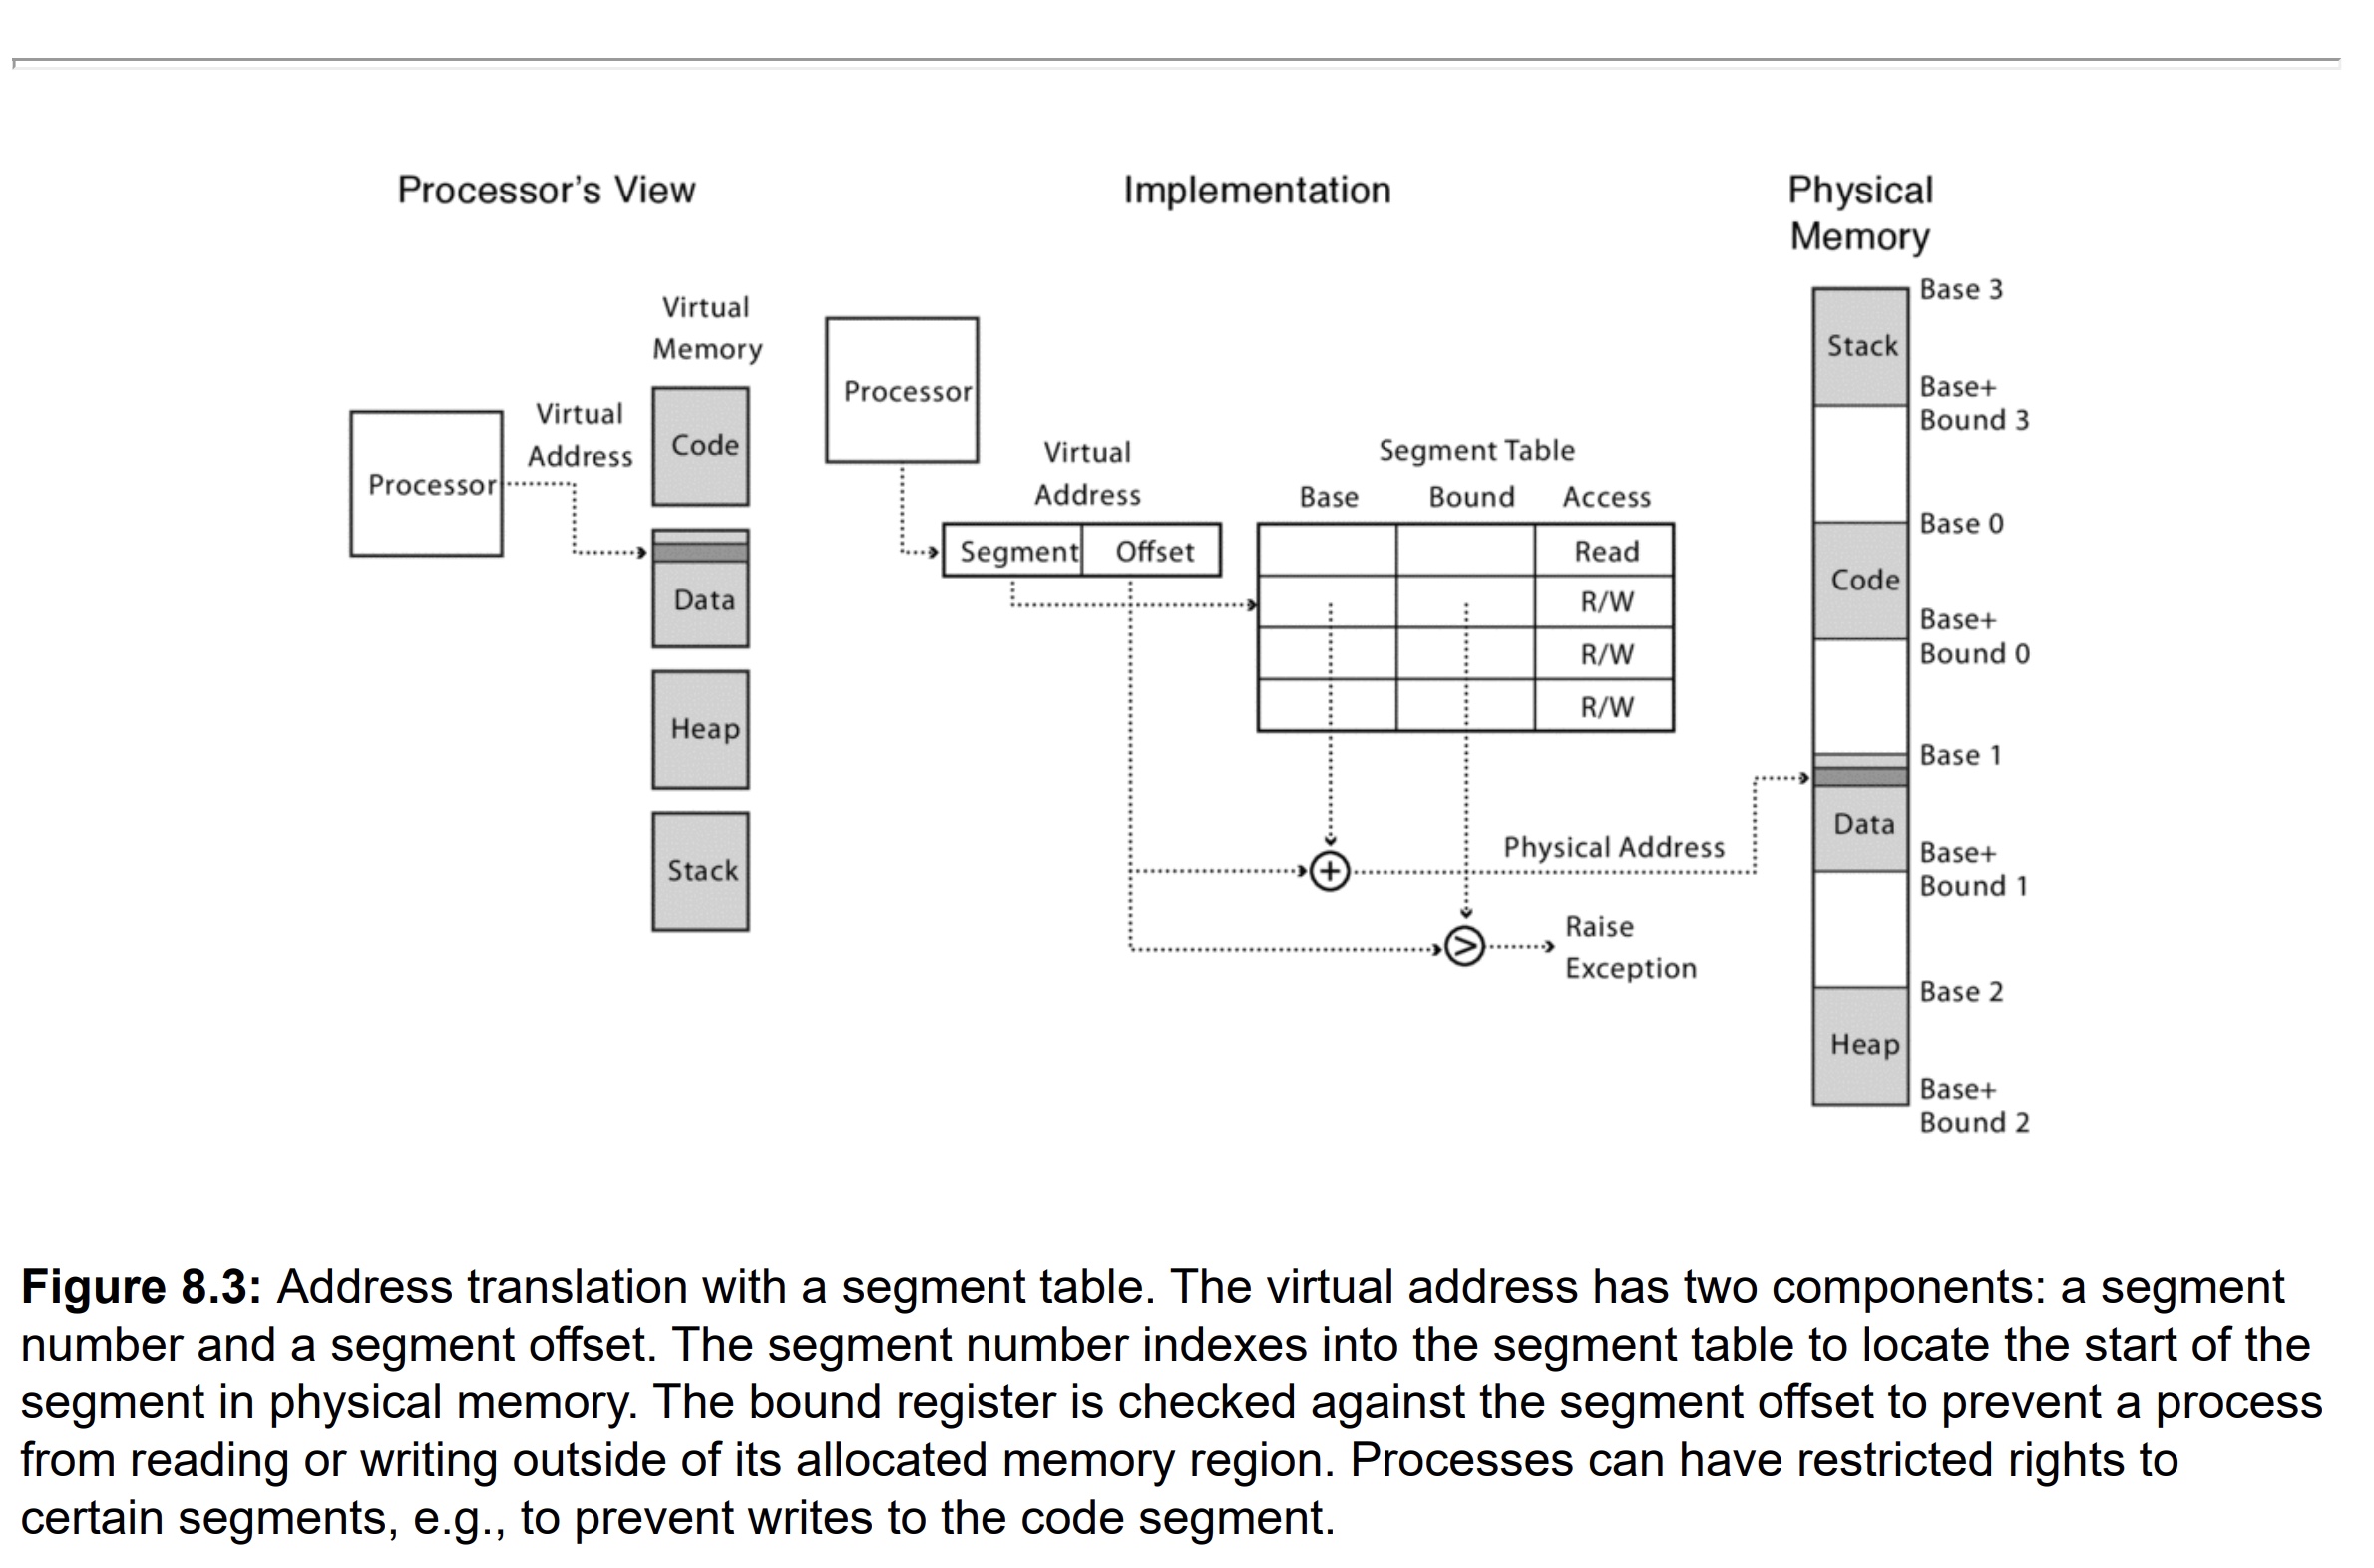 Processor's View
Implementation
Physical
Memory
Virtual
Memory
Processor
Virtual
Address
Code
Data
Heap
Stack
Processor
Virtual
Address
Segment Offset
Segment Table
Base Bound Access
Read
R/W
R/W
R/W
+
Physical Address
>
Raise
Exception
Base 3
Stack
Base+
Bound 3
Base 0
Code
Base+
Bound 0
Base 1
Data
Base+
Bound 1
Base 2
Heap
Base+
Bound 2
Figure 8.3: Address translation with a segment table. The virtual address has two components: a segment
number and a segment offset. The segment number indexes into the segment table to locate the start of the
segment in physical memory. The bound register is checked against the segment offset to prevent a process
from reading or writing outside of its allocated memory region. Processes can have restricted rights to
certain segments, e.g., to prevent writes to the code segment.